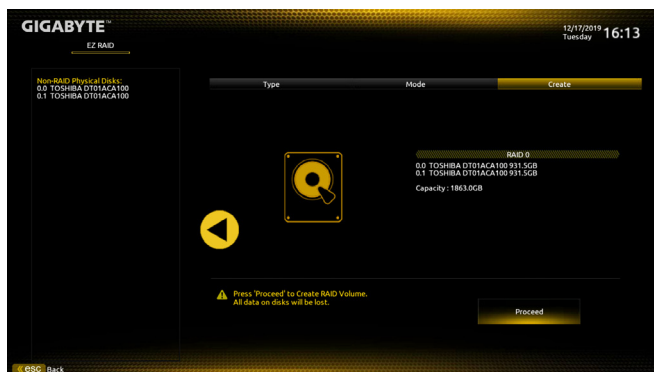 GIGABYTE™
12/17/2019
Tuesday 16:13
EZ RAID
Non-RAID Physical Disks:
0.0 TOSHIBA DT01ACA100
0.1 TOSHIBA DT01ACA100
Type Mode Create
RAID 0
0.0 TOSHIBA DT01ACA100 931.5GB
0.1 TOSHIBA DT01ACA100 931.5GB
Capacity : 1863.0GB
Press 'Proceed' to Create RAID Volume.
All data on disks will be lost.
Proceed
esc Back